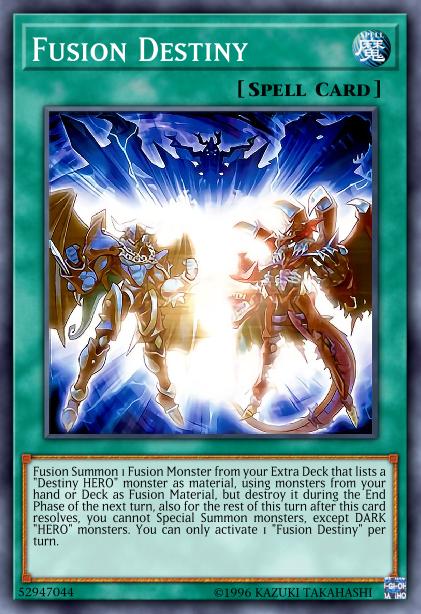 FUSION DESTINY
SPELL
魔
[SPELL CARD]
Fusion Summon 1 Fusion Monster from your Extra Deck that lists a
"Destiny HERO" monster as material, using monsters from your
hand or Deck as Fusion Material, but destroy it during the End
Phase of the next turn, also for the rest of this turn after this card
resolves, you cannot Special Summon monsters, except DARK
"HERO" monsters. You can only activate 1 "Fusion Destiny" per
turn.
52947044
©1996 KAZUKI TAKAHASHI